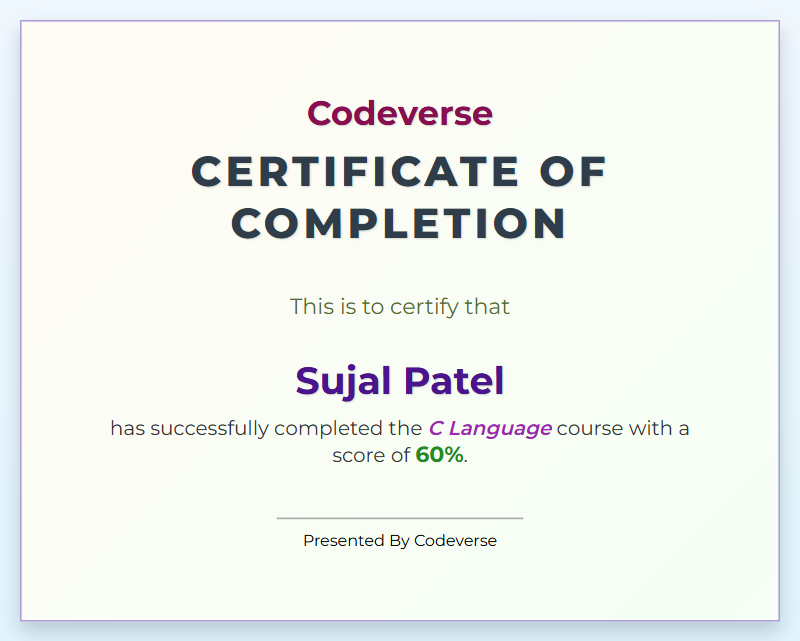 Codeverse
CERTIFICATE OF
COMPLETION
This is to certify that
Sujal Patel
has successfully completed the C Language course with a
score of 60%.
Presented By Codeverse